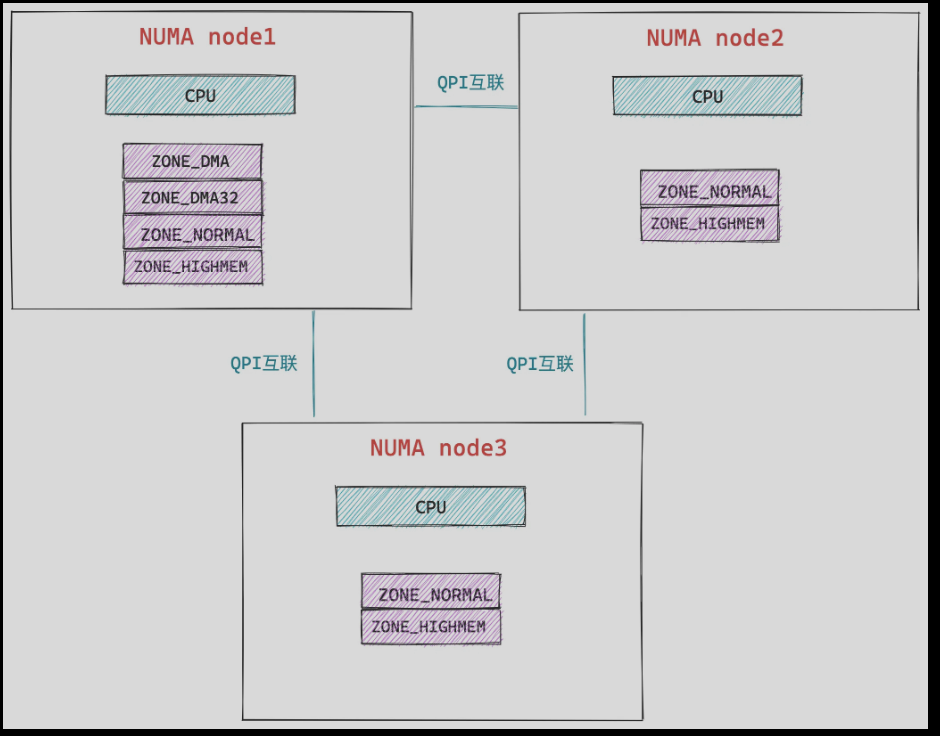 NUMA node1
CPU
ZONE_DMA
ZONE_DMA32
ZONE_NORMAL
ZONE_HIGHMEM
QPI互联
NUMA node2
CPU
ZONE_NORMAL
ZONE_HIGHMEM
QPI互联
QPI互联
NUMA node3
CPU
ZONE_NORMAL
ZONE_HIGHMEM